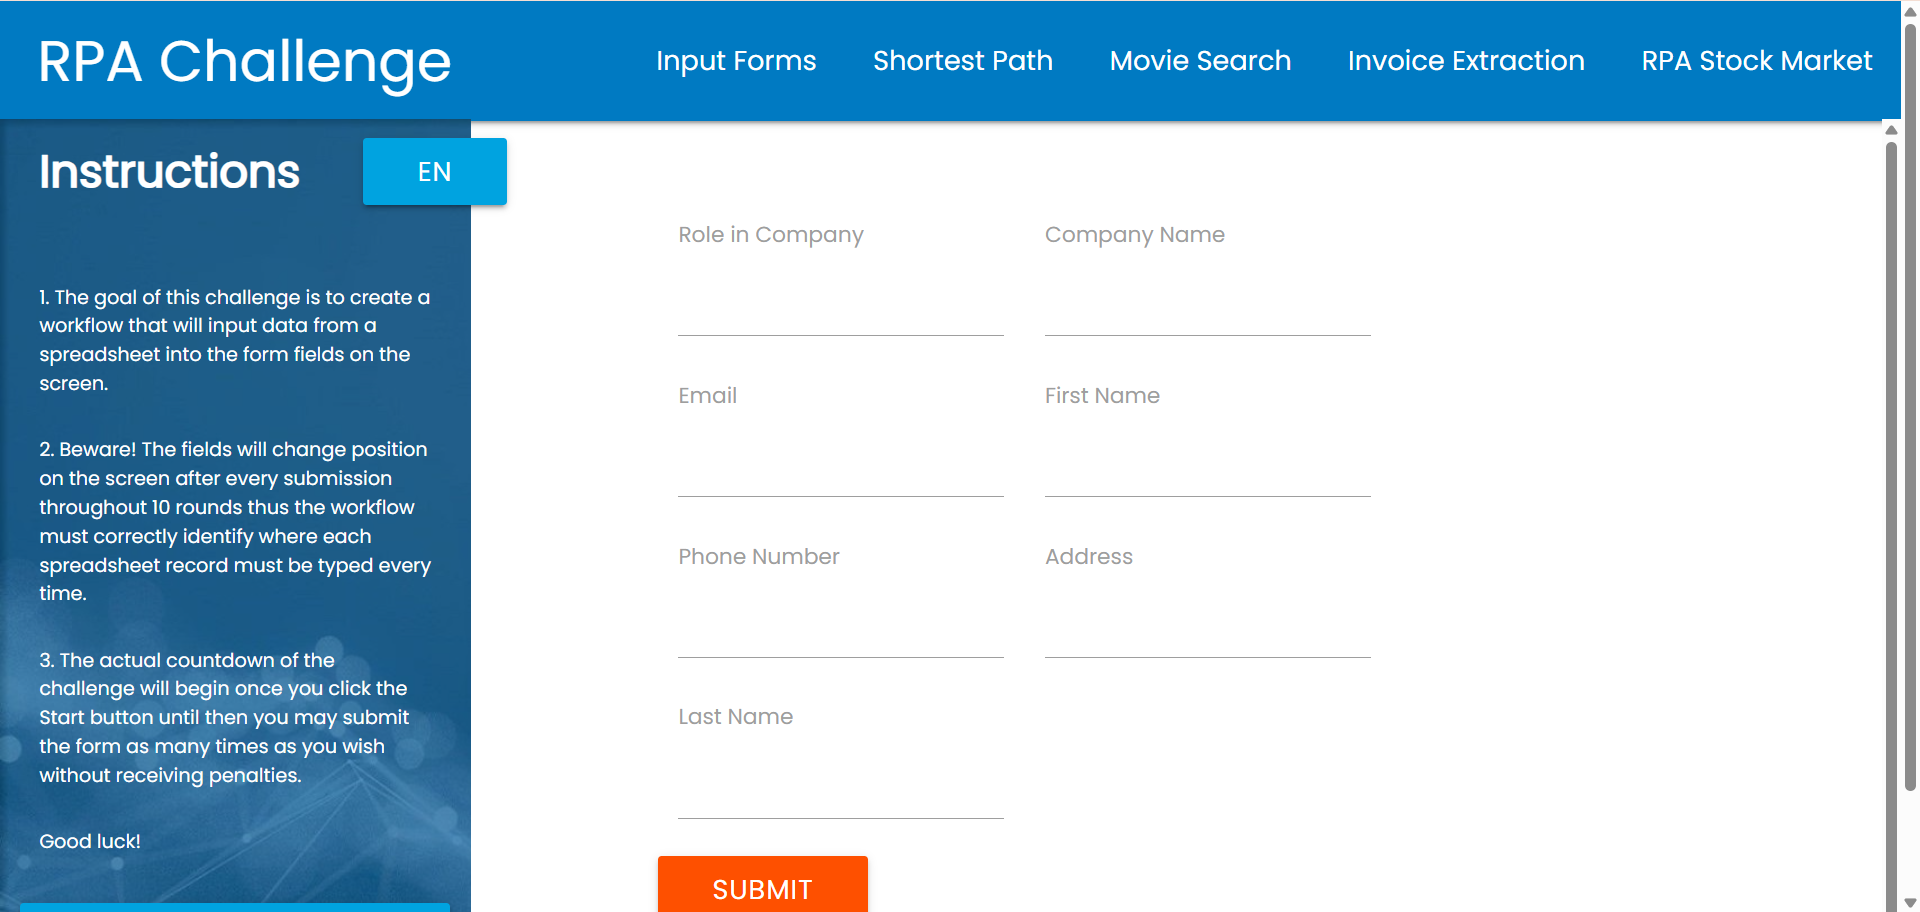 RPA Challenge
Input Forms
Shortest Path
Movie Search
Invoice Extraction
RPA Stock Market
Instructions
EN
1. The goal of this challenge is to create a
workflow that will input data from a
spreadsheet into the form fields on the
screen.
2. Beware! The fields will change position
on the screen after every submission
throughout 10 rounds thus the workflow
must correctly identify where each
spreadsheet record must be typed every
time.
3. The actual countdown of the
challenge will begin once you click the
Start button until then you may submit
the form as many times as you wish
without receiving penalties.
Good luck!
Role in Company
Company Name
Email
First Name
Phone Number
Address
Last Name
SUBMIT